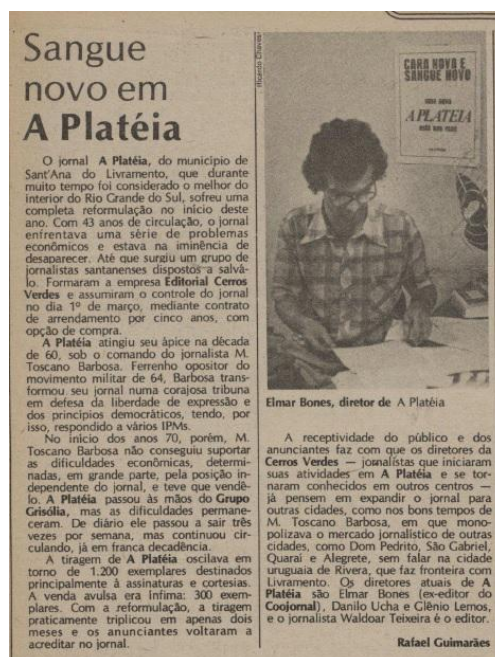 Sangue
novo em
A Platéia
O jornal A Platéia, do município de
Sant'Ana do Livramento, que durante
muito tempo foi considerado o melhor do
interior do Rio Grande do Sul, sofreu uma
completa reformulação no início deste
ano. Com 43 anos de circulação, o jornal
enfrentava uma série de problemas
econômicos e estava na iminência de
desaparecer. Até que surgiu um grupo de
jornalistas santanenses dispostos a salvá-
lo. Formaram a empresa Editorial Cerros
Verdes e assumiram o controle do jornal
no dia 1º de março, mediante contrato
de arrendamento por cinco anos, com
opção de compra.
A Platéia atingiu seu ápice na década
de 60, sob o comando do jornalista M.
Toscano Barbosa. Ferrenho opositor do
movimento militar de 64, Barbosa trans-
formou seu jornal numa corajosa tribuna
em defesa da liberdade de expressão e
dos princípios democráticos, tendo, por
isso, respondido a vários IPMs.
No início dos anos 70, porém, M.
Toscano Barbosa não conseguiu suportar
as dificuldades econômicas, determi-
nadas, em grande parte, pela posição in-
dependente do jornal, e teve que vendê-
lo. A Platéia passou às mãos do Grupo
Grisólia, mas as dificuldades permane-
ceram. De diário ele passou a sair três
vezes por semana, mas continuou cir-
culando, já em franca decadência.
A tiragem de A Platéia oscilava em
torno de 1.200 exemplares destinados
principalmente à assinaturas e cortesias.
A venda avulsa era ínfima: 300 exem-
plares. Com a reformulação, a tiragem
praticamente triplicou em apenas dois
meses e os anunciantes voltaram a
acreditar no jornal.
Ricardo Chaves
CARA NOVA E
SANGUE NOVO
A PLATEIA
Elmar Bones, diretor de A Platéia
A receptividade do público e dos
anunciantes faz com que os diretores da
Cerros Verdes — jornalistas que iniciaram
suas atividades em A Platéia e se tor-
naram conhecidos em outros centros —
já pensem em expandir o jornal para
outras cidades, como nos bons tempos de
M. Toscano Barbosa, em que mono-
polizava o mercado jornalístico de outras
cidades, como Dom Pedrito, São Gabriel,
Quarai e Alegrete, sem falar na cidade
uruguaia de Rivera, que faz fronteira com
Livramento. Os diretores atuais de A
Platéia são Elmar Bones (ex-editor do
Coojornal), Danilo Ucha e Glênio Lemos,
e o jornalista Waldoar Teixeira é o editor.
Rafael Guimarães